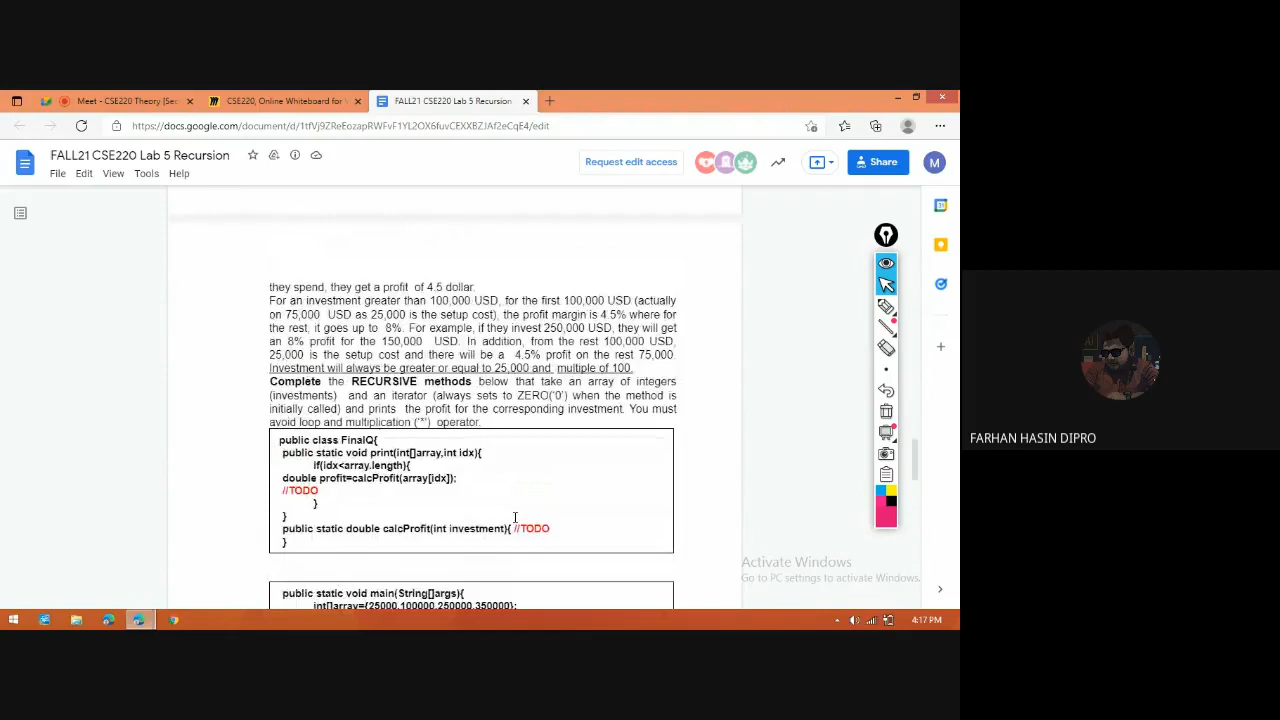 Meet - CSE220 Theory [Sec
CSE220, Online Whiteboard for
FALL21 CSE220 Lab 5 Recursion
https://docs.google.com/document/d/1tfVj9ZReEozapRWFvF1YL2OX6fuvCEXXBZJAf2eCqE4/edit
FALL21 CSE220 Lab 5 Recursion
Request edit access
Share
M
File Edit View Tools Help
they spend, they get a profit of 4.5 dollar.
For an investment greater than 100,000 USD, for the first 100,000 USD (actually
on 75,000 USD as 25,000 is the setup cost), the profit margin is 4.5% where for
the rest, it goes up to 8%. For example, if they invest 250,000 USD, they will get
an 8% profit for the 150,000 USD. In addition, from the rest 100,000 USD,
25,000 is the setup cost and there will be a 4.5% profit on the rest 75,000.
Investment will always be greater or equal to 25,000 and multiple of 100.
Complete the RECURSIVE methods below that take an array of integers
(investments) and an iterator (always sets to ZERO('0') when the method is
initially called) and prints the profit for the corresponding investment. You must
avoid loop and multiplication ('*') operator.
public class FinalQ{
public static void print(int[]array,int idx){
if(idx<array.length){
double profit=calcProfit(array[idx]);
//TODO
}
}
public static double calcProfit(int investment){ //TODO
}
public static void main(String[]args){
int[]array={25000,100000,250000,350000};
Activate Windows
Go to PC settings to activate Windows.
4:17 PM
FARHAN HASIN DIPRO